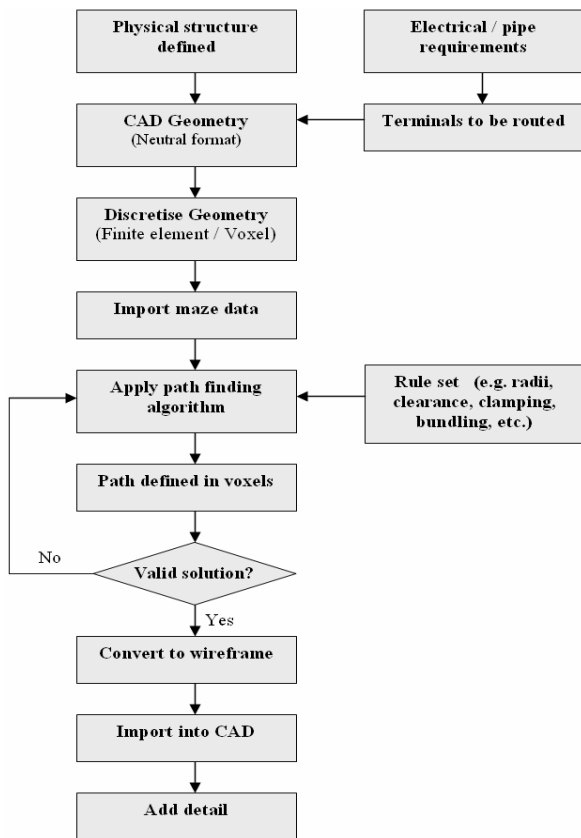 Physical structure
defined
Electrical / pipe
requirements
CAD Geometry
(Neutral format)
Terminals to be routed
Discretise Geometry
(Finite element / Voxel)
Import maze data
Apply path finding
algorithm
Rule set (e.g. radii,
clearance, clamping,
bundling, etc.)
Path defined in voxels
No
Valid solution?
Yes
Convert to wireframe
Import into CAD
Add detail